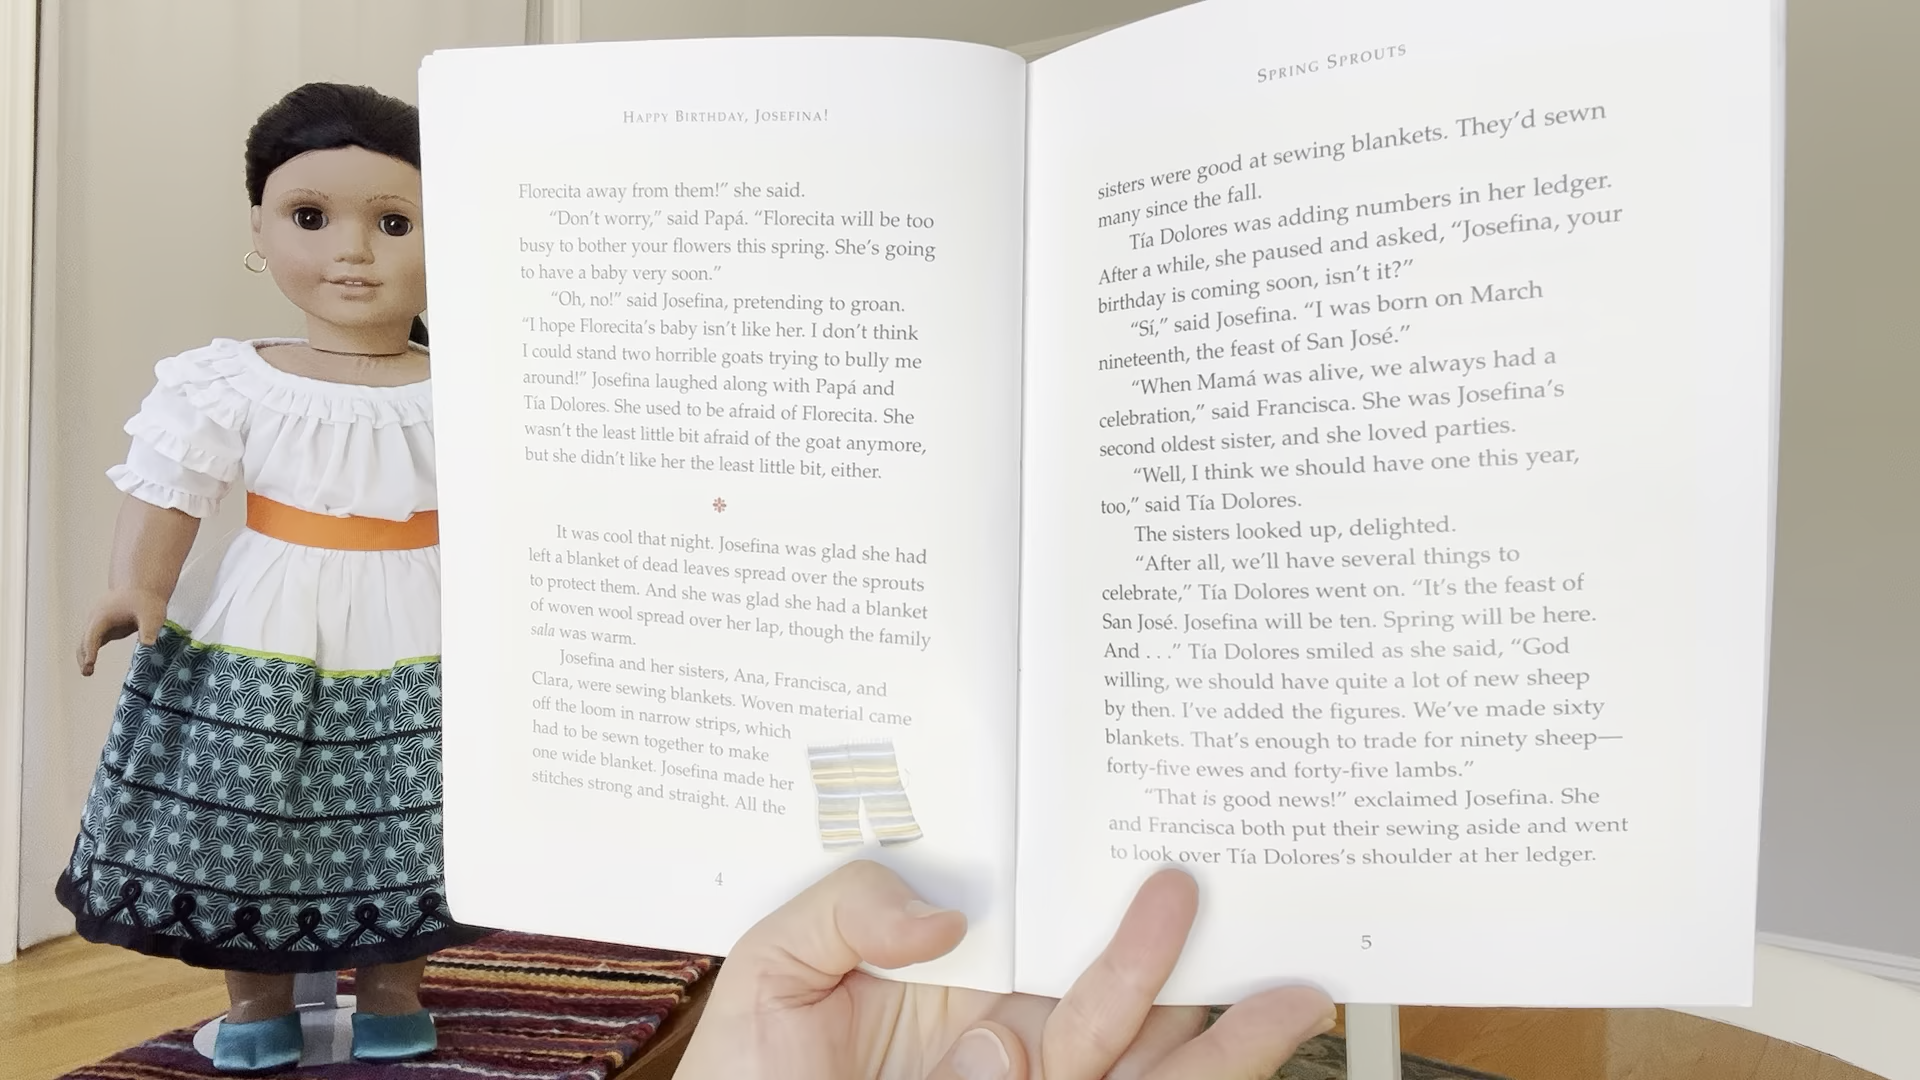 HAPPY BIRTHDAY, JOSEFINA!
Florecita away from them!” she said.
“Don’t worry,” said Papá. “Florecita will be too
busy to bother your flowers this spring. She’s going
to have a baby very soon.”
“Oh, no!” said Josefina, pretending to groan.
“I hope Florecita’s baby isn’t like her. I don’t think
I could stand two horrible goats trying to bully me
around!” Josefina laughed along with Papá and
Tía Dolores. She used to be afraid of Florecita. She
wasn’t the least little bit afraid of the goat anymore,
but she didn’t like her the least little bit, either.
It was cool that night. Josefina was glad she had
left a blanket of dead leaves spread over the sprouts
to protect them. And she was glad she had a blanket
of woven wool spread over her lap, though the family
sala was warm.
Josefina and her sisters, Ana, Francisca, and
Clara, were sewing blankets. Woven material came
off the loom in narrow strips, which
had to be sewn together to make
one wide blanket. Josefina made her
stitches strong and straight. All the
4
SPRING SPROUTS
sisters were good at sewing blankets. They’d sewn
many since the fall.
Tía Dolores was adding numbers in her ledger.
After a while, she paused and asked, “Josefina, your
birthday is coming soon, isn’t it?”
“Sí,” said Josefina. “I was born on March
nineteenth, the feast of San José.”
“When Mamá was alive, we always had a
celebration,” said Francisca. She was Josefina’s
second oldest sister, and she loved parties.
“Well, I think we should have one this year,
too,” said Tía Dolores.
The sisters looked up, delighted.
“After all, we’ll have several things to
celebrate,” Tía Dolores went on. “It’s the feast of
San José. Josefina will be ten. Spring will be here.
And . . .” Tía Dolores smiled as she said, “God
willing, we should have quite a lot of new sheep
by then. I’ve added the figures. We’ve made sixty
blankets. That’s enough to trade for ninety sheep—
forty-five ewes and forty-five lambs.”
“That is good news!” exclaimed Josefina. She
and Francisca both put their sewing aside and went
to look over Tía Dolores’s shoulder at her ledger.
5